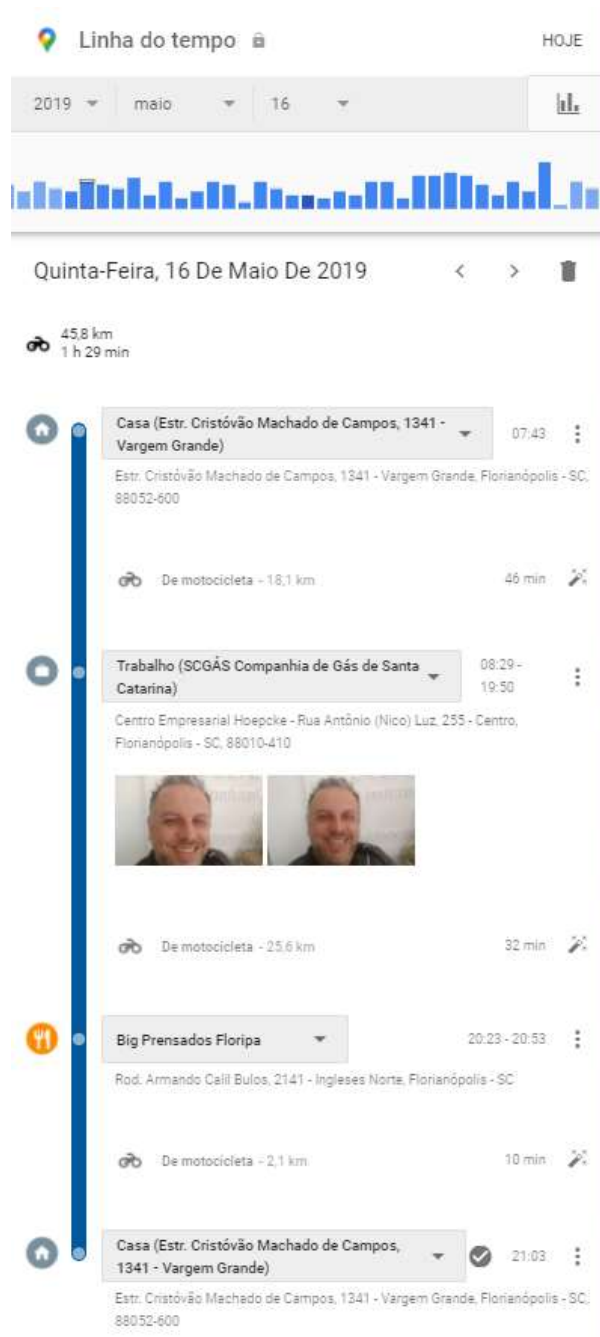 Linha do tempo
HOJE
2019 maio 16
Quinta-Feira, 16 De Maio De 2019
45,8 km
1 h 29 min
Casa (Estr. Cristóvão Machado de Campos, 1341 -
Vargem Grande)
07:43
Estr. Cristóvão Machado de Campos, 1341 - Vargem Grande, Florianópolis - SC,
88052-600
De motocicleta - 18,1 km
46 min
Trabalho (SCGÁS Companhia de Gás de Santa
Catarina)
08:29 -
19:50
Centro Empresarial Hoepcke - Rua Antônio (Nico) Luz, 255 - Centro,
Florianópolis - SC, 88010-410
De motocicleta - 25,6 km
32 min
Big Prensados Floripa
20:23 - 20:53
Rod. Armando Calil Bulos, 2141 - Ingleses Norte, Florianópolis - SC
De motocicleta - 2,1 km
10 min
Casa (Estr. Cristóvão Machado de Campos,
1341 - Vargem Grande)
21:03
Estr. Cristóvão Machado de Campos, 1341 - Vargem Grande, Florianópolis - SC,
88052-600